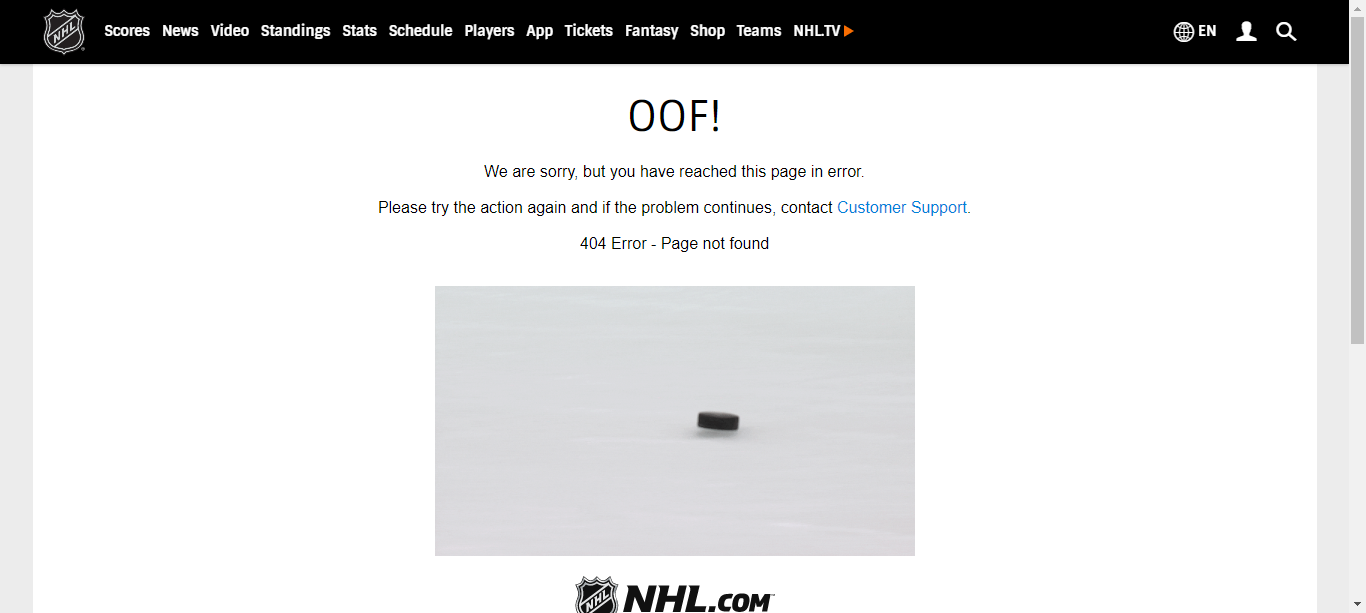 NHL
Scores News Video Standings Stats Schedule Players App Tickets Fantasy Shop Teams NHL.TV EN
OOF!
We are sorry, but you have reached this page in error.
Please try the action again and if the problem continues, contact Customer Support.
404 Error - Page not found
NHL NHL.COM